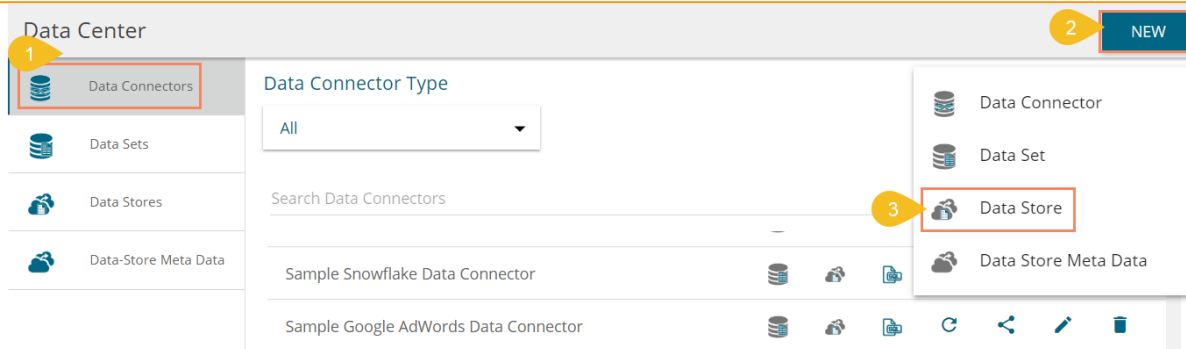 Data Center
2
NEW
1
Data Connectors
Data Sets
Data Stores
Data-Store Meta Data
Data Connector Type
All
Search Data Connectors
Sample Snowflake Data Connector
Sample Google AdWords Data Connector
Data Connector
Data Set
3
Data Store
Data Store Meta Data